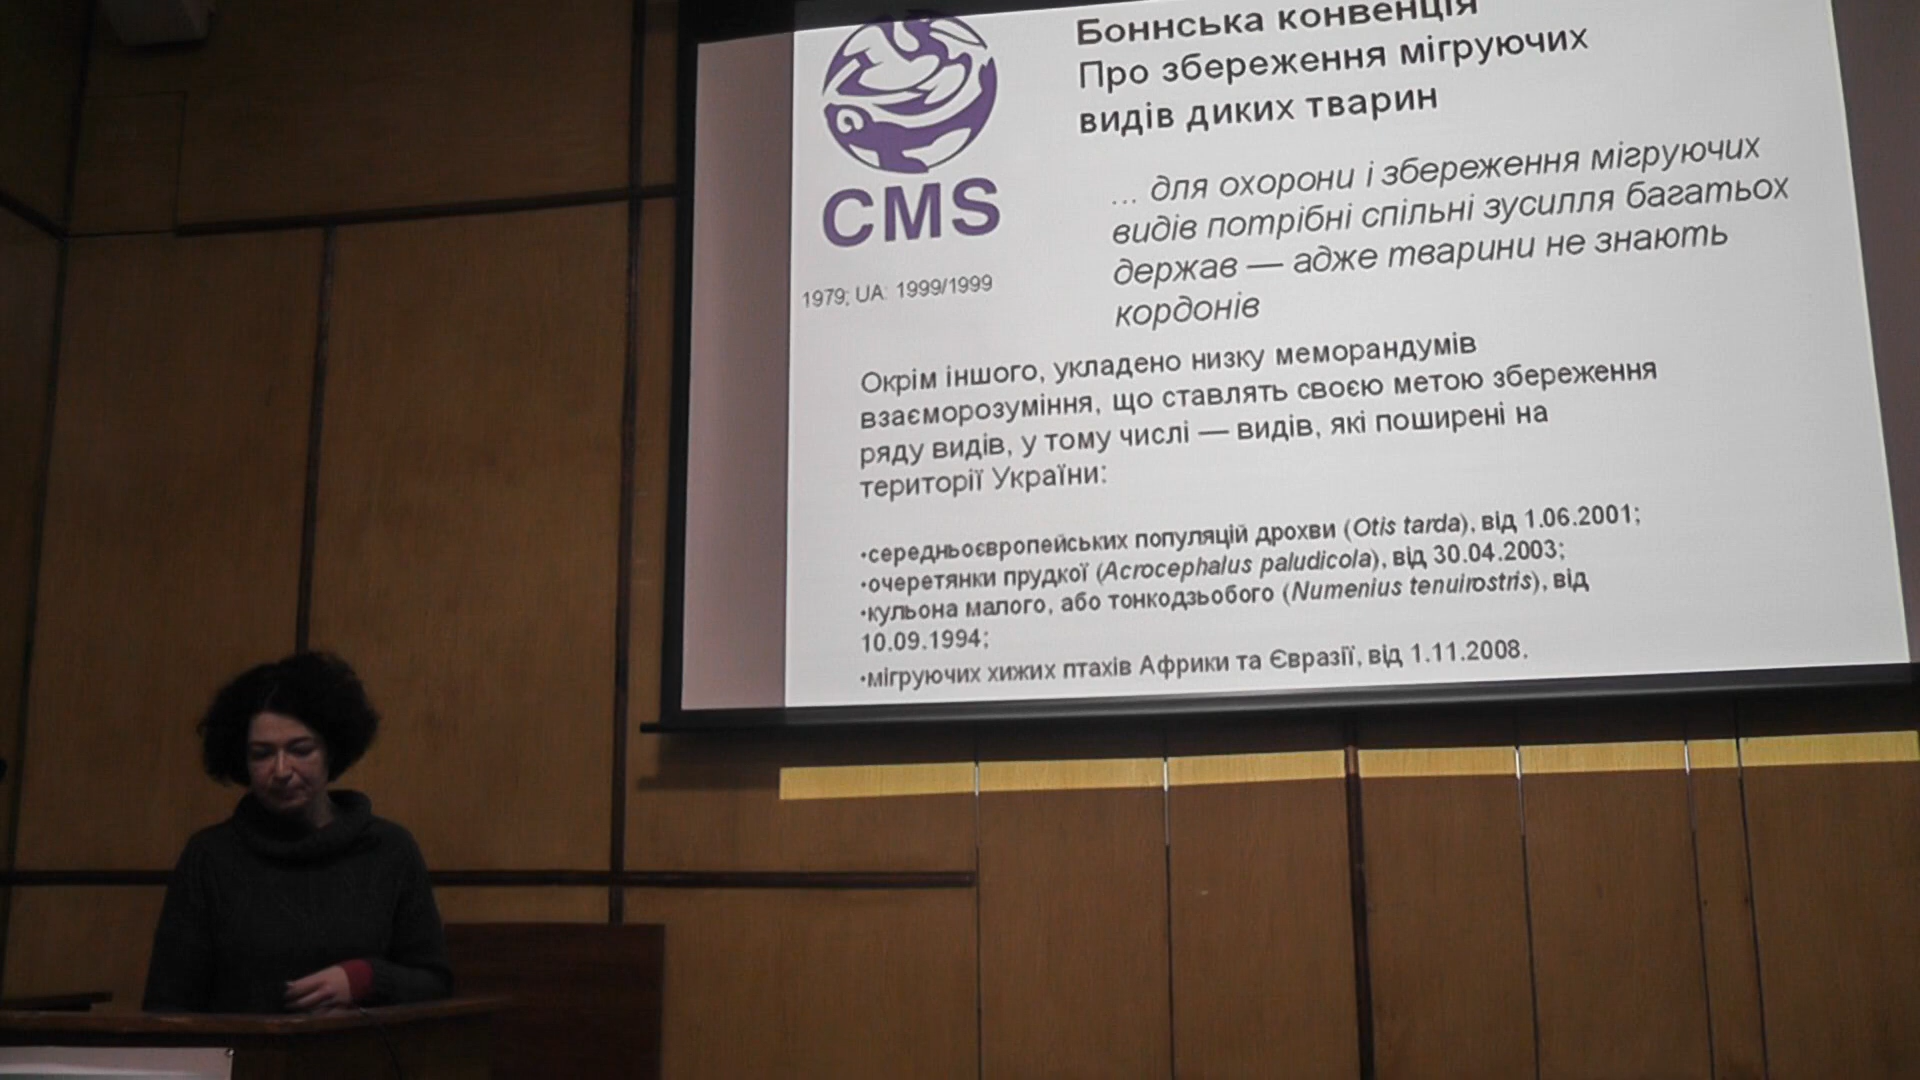 Боннська конвенція
Про збереження мігруючих
видів диких тварин
CMS
1979; UA: 1999/1999
... для охорони і збереження мігруючих
видів потрібні спільні зусилля багатьох
держав — адже тварини не знають
кордонів
Окрім іншого, укладено низку меморандумів
взаєморозуміння, що ставлять своєю метою збереження
ряду видів, у тому числі — видів, які поширені на
території України:
•середньоєвропейських популяцій дрохви (Otis tarda), від 1.06.2001;
•очеретянки прудкої (Acrocephalus paludicola), від 30.04.2003;
•кульона малого, або тонкодзьобого (Numenius tenuirostris), від
10.09.1994;
•мігруючих хижих птахів Африки та Євразії, від 1.11.2008.